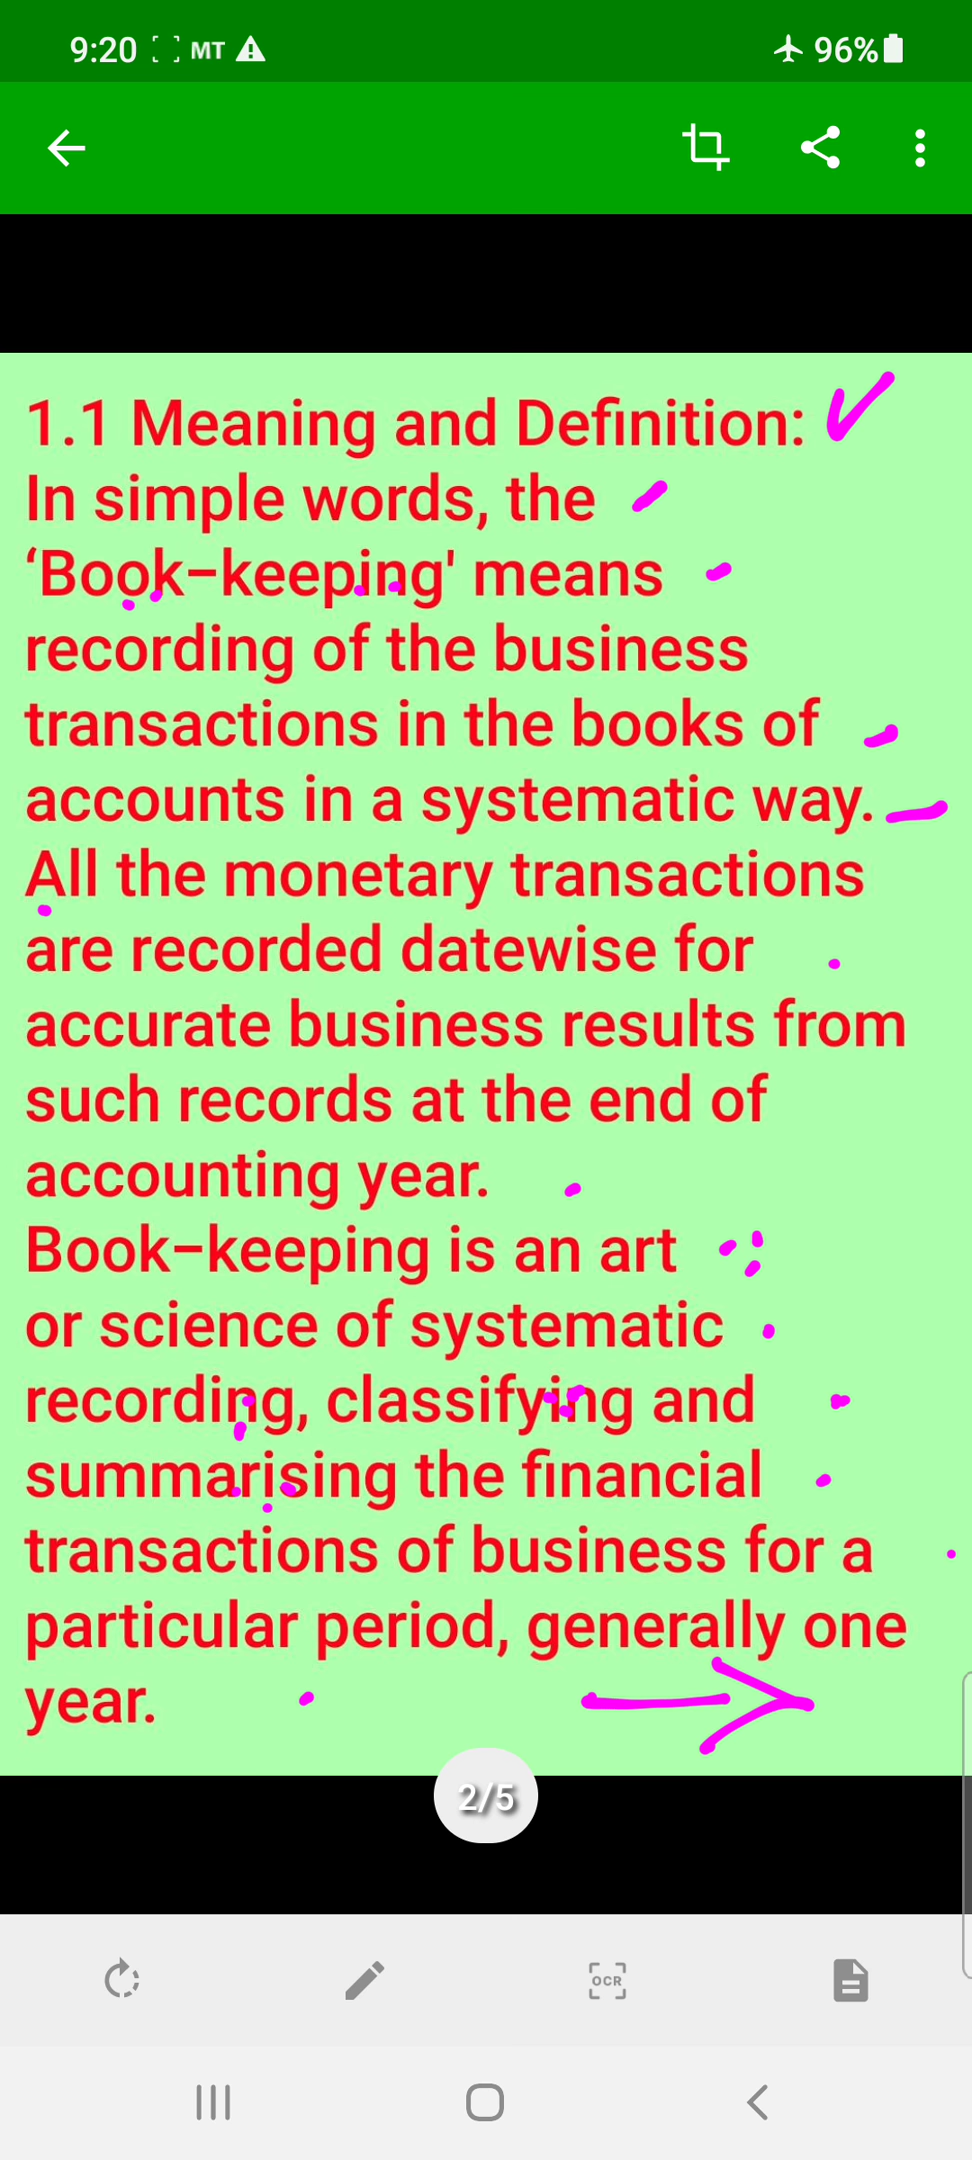 9:20 MT 96%
1.1 Meaning and Definition:
In simple words, the
‘Book–keeping' means
recording of the business
transactions in the books of
accounts in a systematic way.
All the monetary transactions
are recorded datewise for
accurate business results from
such records at the end of
accounting year.
Book–keeping is an art
or science of systematic
recording, classifying and
summarising the financial
transactions of business for a
particular period, generally one
year.
2/5
OCR